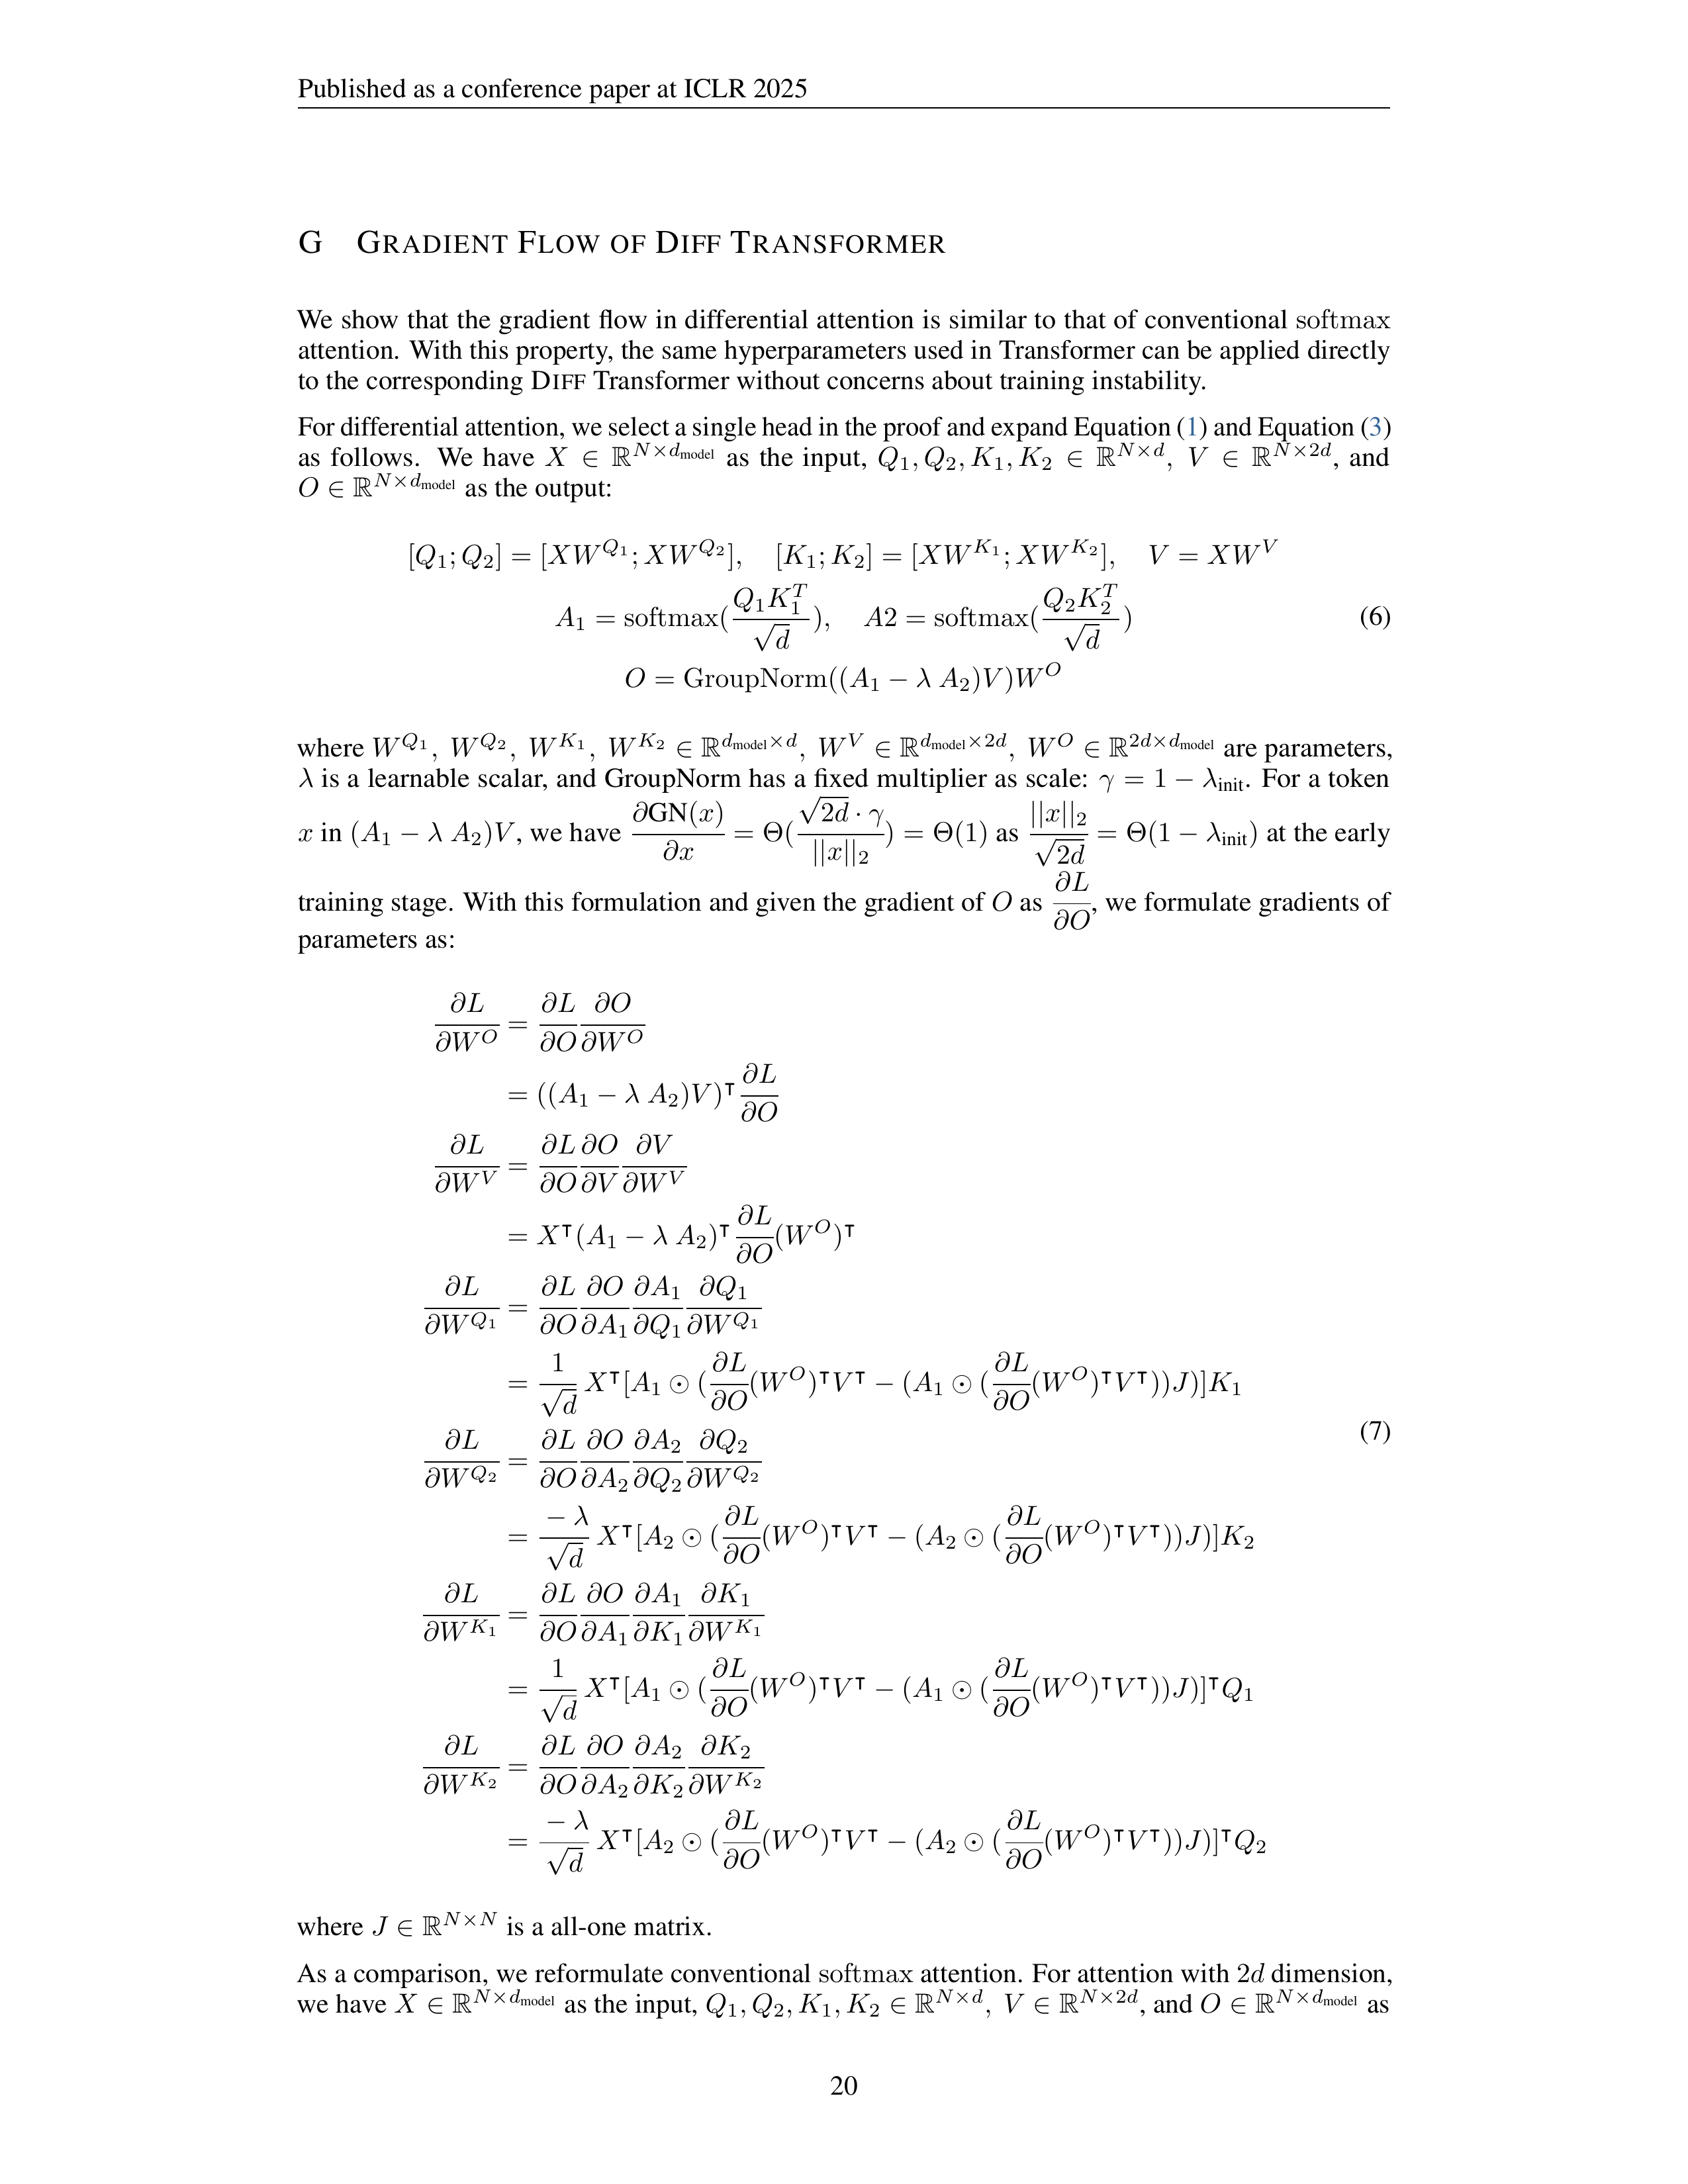 Published as a conference paper at ICLR 2025
G GRADIENT FLOW OF DIFF TRANSFORMER
We show that the gradient flow in differential attention is similar to that of conventional softmax
attention. With this property, the same hyperparameters used in Transformer can be applied directly
to the corresponding DIFF Transformer without concerns about training instability.
For differential attention, we select a single head in the proof and expand Equation (1) and Equation (3)
as follows. We have $X \in \mathbb{R}^{N \times d_{\text{model}}}$ as the input, $Q_1, Q_2, K_1, K_2 \in \mathbb{R}^{N \times d}$, $V \in \mathbb{R}^{N \times 2d}$, and
$O \in \mathbb{R}^{N \times d_{\text{model}}}$ as the output:
$[Q_1; Q_2] = [XW^{Q_1}; XW^{Q_2}], \quad [K_1; K_2] = [XW^{K_1}; XW^{K_2}], \quad V = XW^V$
$A_1 = \text{softmax}(\frac{Q_1 K_1^T}{\sqrt{d}}), \quad A2 = \text{softmax}(\frac{Q_2 K_2^T}{\sqrt{d}})$ (6)
$O = \text{GroupNorm}((A_1 - \lambda A_2)V)W^O$
where $W^{Q_1}, W^{Q_2}, W^{K_1}, W^{K_2} \in \mathbb{R}^{d_{\text{model}} \times d}$, $W^V \in \mathbb{R}^{d_{\text{model}} \times 2d}$, $W^O \in \mathbb{R}^{2d \times d_{\text{model}}}$ are parameters,
$\lambda$ is a learnable scalar, and GroupNorm has a fixed multiplier as scale: $\gamma = 1 - \lambda_{\text{init}}$. For a token
$x$ in $(A_1 - \lambda A_2)V$, we have $\frac{\partial \text{GN}(x)}{\partial x} = \Theta(\frac{\sqrt{2d} \cdot \gamma}{||x||_2}) = \Theta(1)$ as $\frac{||x||_2}{\sqrt{2d}} = \Theta(1 - \lambda_{\text{init}})$ at the early
training stage. With this formulation and given the gradient of $O$ as $\frac{\partial L}{\partial O}$, we formulate gradients of
parameters as:
$\frac{\partial L}{\partial W^O} = \frac{\partial L}{\partial O} \frac{\partial O}{\partial W^O}$
$= ((A_1 - \lambda A_2)V)^\intercal \frac{\partial L}{\partial O}$
$\frac{\partial L}{\partial W^V} = \frac{\partial L}{\partial O} \frac{\partial O}{\partial V} \frac{\partial V}{\partial W^V}$
$= X^\intercal (A_1 - \lambda A_2)^\intercal \frac{\partial L}{\partial O} (W^O)^\intercal$
$\frac{\partial L}{\partial W^{Q_1}} = \frac{\partial L}{\partial O} \frac{\partial O}{\partial A_1} \frac{\partial A_1}{\partial Q_1} \frac{\partial Q_1}{\partial W^{Q_1}}$
$= \frac{1}{\sqrt{d}} X^\intercal [A_1 \odot (\frac{\partial L}{\partial O} (W^O)^\intercal V^\intercal - (A_1 \odot (\frac{\partial L}{\partial O} (W^O)^\intercal V^\intercal))J)]K_1$
$\frac{\partial L}{\partial W^{Q_2}} = \frac{\partial L}{\partial O} \frac{\partial O}{\partial A_2} \frac{\partial A_2}{\partial Q_2} \frac{\partial Q_2}{\partial W^{Q_2}}$ (7)
$= \frac{-\lambda}{\sqrt{d}} X^\intercal [A_2 \odot (\frac{\partial L}{\partial O} (W^O)^\intercal V^\intercal - (A_2 \odot (\frac{\partial L}{\partial O} (W^O)^\intercal V^\intercal))J)]K_2$
$\frac{\partial L}{\partial W^{K_1}} = \frac{\partial L}{\partial O} \frac{\partial O}{\partial A_1} \frac{\partial A_1}{\partial K_1} \frac{\partial K_1}{\partial W^{K_1}}$
$= \frac{1}{\sqrt{d}} X^\intercal [A_1 \odot (\frac{\partial L}{\partial O} (W^O)^\intercal V^\intercal - (A_1 \odot (\frac{\partial L}{\partial O} (W^O)^\intercal V^\intercal))J)]^\intercal Q_1$
$\frac{\partial L}{\partial W^{K_2}} = \frac{\partial L}{\partial O} \frac{\partial O}{\partial A_2} \frac{\partial A_2}{\partial K_2} \frac{\partial K_2}{\partial W^{K_2}}$
$= \frac{-\lambda}{\sqrt{d}} X^\intercal [A_2 \odot (\frac{\partial L}{\partial O} (W^O)^\intercal V^\intercal - (A_2 \odot (\frac{\partial L}{\partial O} (W^O)^\intercal V^\intercal))J)]^\intercal Q_2$
where $J \in \mathbb{R}^{N \times N}$ is a all-one matrix.
As a comparison, we reformulate conventional softmax attention. For attention with $2d$ dimension,
we have $X \in \mathbb{R}^{N \times d_{\text{model}}}$ as the input, $Q_1, Q_2, K_1, K_2 \in \mathbb{R}^{N \times d}$, $V \in \mathbb{R}^{N \times 2d}$, and $O \in \mathbb{R}^{N \times d_{\text{model}}}$ as
20